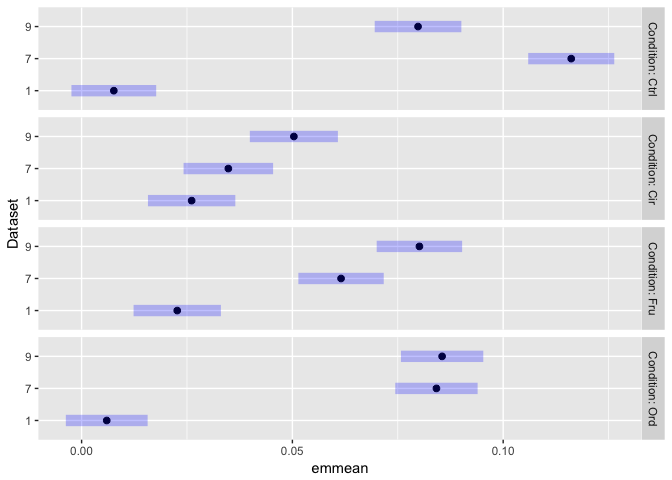 9
7
1
Condition: Ctrl
9
7
1
Condition: Cir
9
7
1
Condition: Fru
9
7
1
Condition: Ord
Dataset
0.00 0.05 0.10
emmean